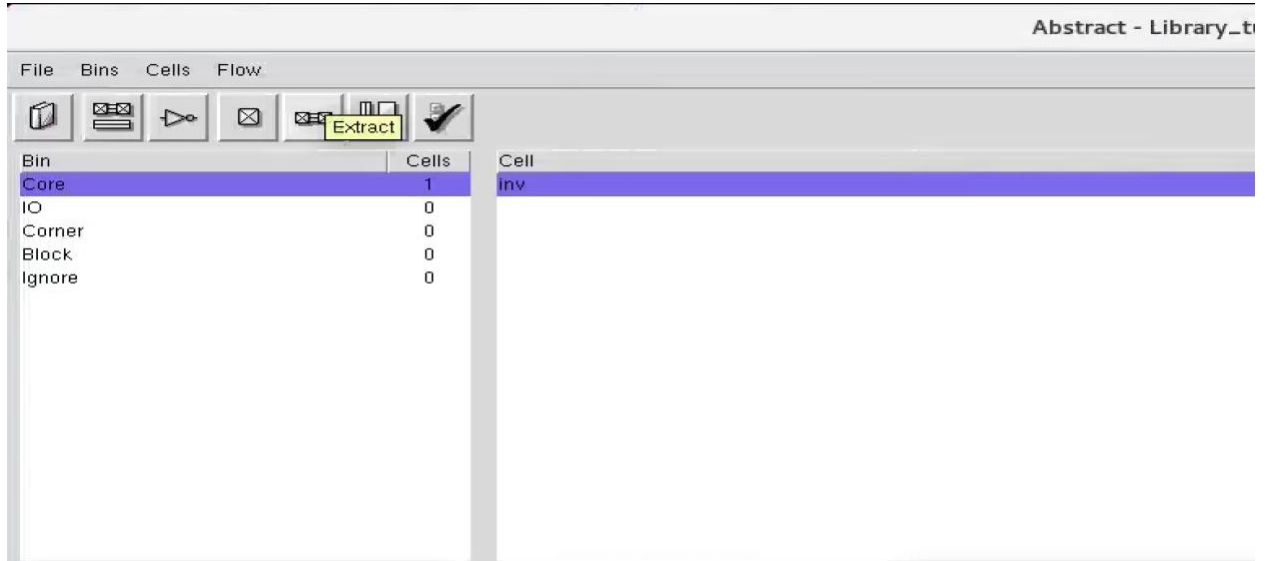 Abstract - Library_tu
File Bins Cells Flow
Extract
Bin Cells Cell
Core 1 inv
IO 0
Corner 0
Block 0
Ignore 0